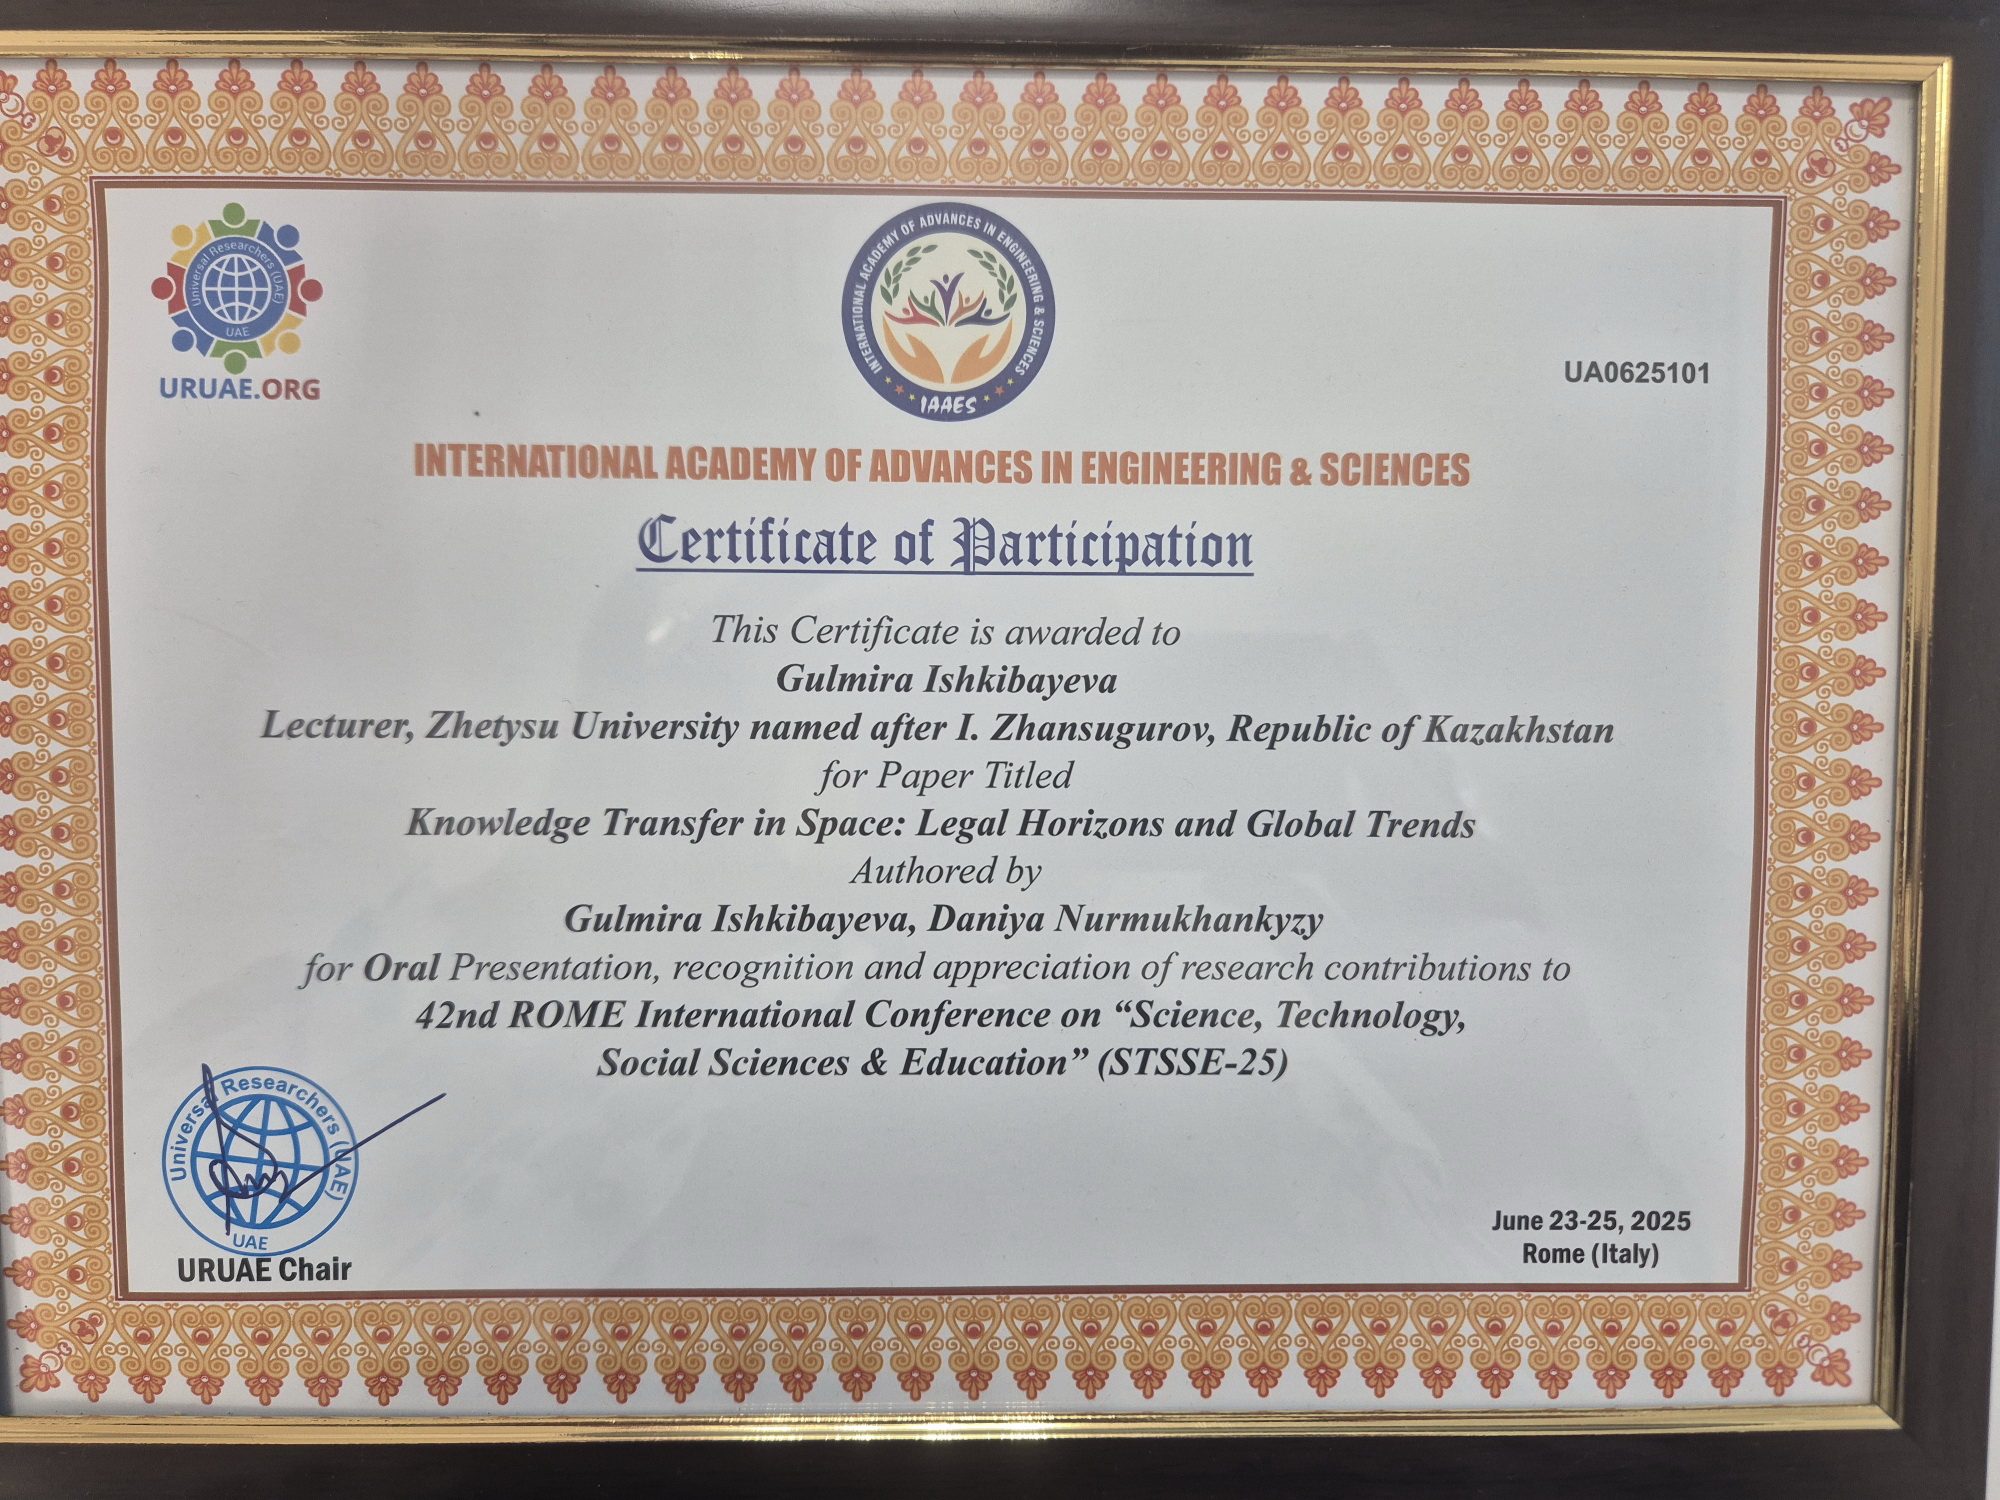 Universal Researchers (UAE)
UAE
URUAE.ORG
INTERNATIONAL ACADEMY OF ADVANCES IN ENGINEERING & SCIENCES
IAAES
UA0625101
INTERNATIONAL ACADEMY OF ADVANCES IN ENGINEERING & SCIENCES
Certificate of Participation
This Certificate is awarded to
Gulmira Ishkibayeva
Lecturer, Zhetysu University named after I. Zhansugurov, Republic of Kazakhstan
for Paper Titled
Knowledge Transfer in Space: Legal Horizons and Global Trends
Authored by
Gulmira Ishkibayeva, Daniya Nurmukhankyzy
for Oral Presentation, recognition and appreciation of research contributions to
42nd ROME International Conference on “Science, Technology,
Social Sciences & Education” (STSSE-25)
Universal Researchers (UAE)
UAE
URUAE Chair
June 23-25, 2025
Rome (Italy)